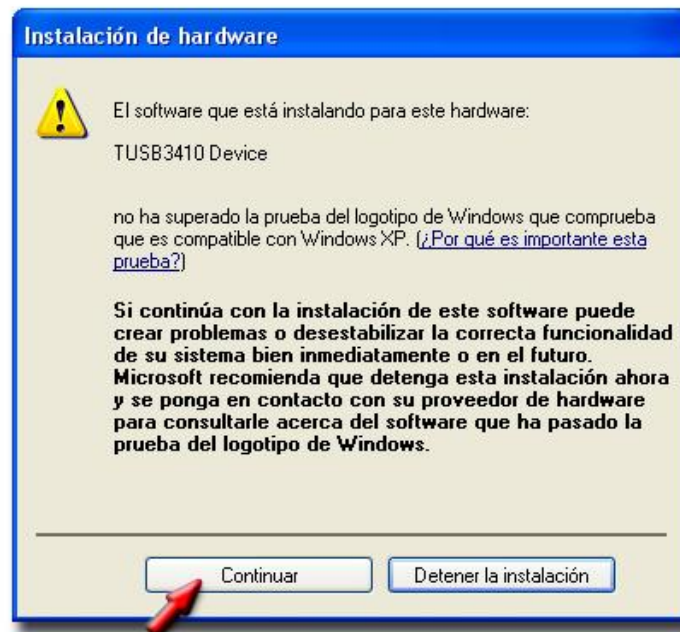 Instalación de hardware
El software que está instalando para este hardware:
TUSB3410 Device
no ha superado la prueba del logotipo de Windows que comprueba
que es compatible con Windows XP. (¿Por qué es importante esta
prueba?)
Si continúa con la instalación de este software puede
crear problemas o desestabilizar la correcta funcionalidad
de su sistema bien inmediatamente o en el futuro.
Microsoft recomienda que detenga esta instalación ahora
y se ponga en contacto con su proveedor de hardware
para consultarle acerca del software que ha pasado la
prueba del logotipo de Windows.
Continuar
Detener la instalación